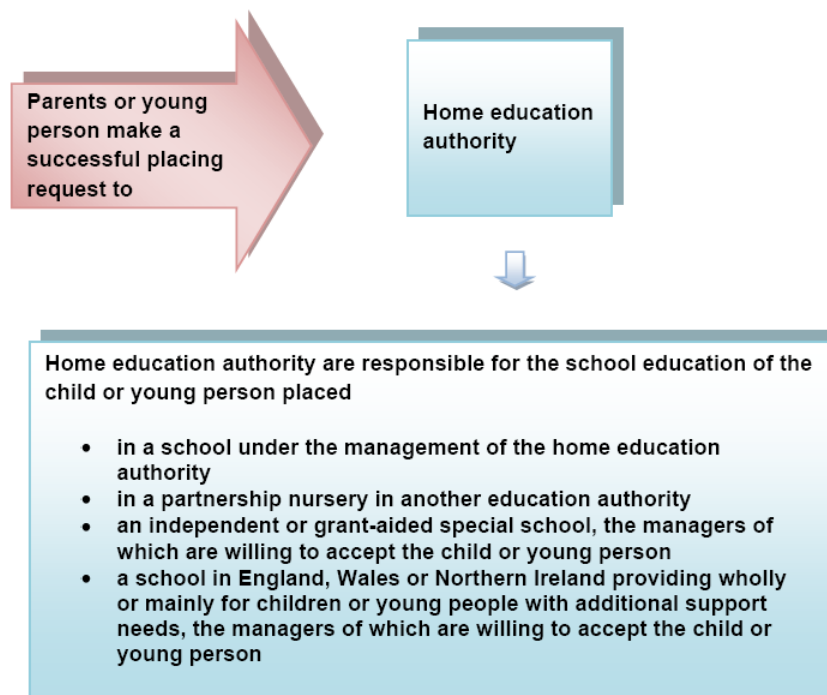 Parents or young
person make a
successful placing
request to
Home education
authority
Home education authority are responsible for the school education of the
child or young person placed
• in a school under the management of the home education
authority
• in a partnership nursery in another education authority
• an independent or grant-aided special school, the managers of
which are willing to accept the child or young person
• a school in England, Wales or Northern Ireland providing wholly
or mainly for children or young people with additional support
needs, the managers of which are willing to accept the child or
young person